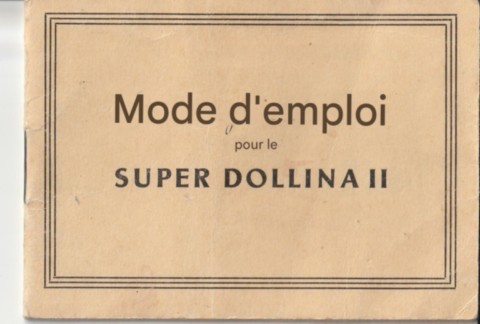 Mode d'emploi
pour le
SUPER DOLLINA II